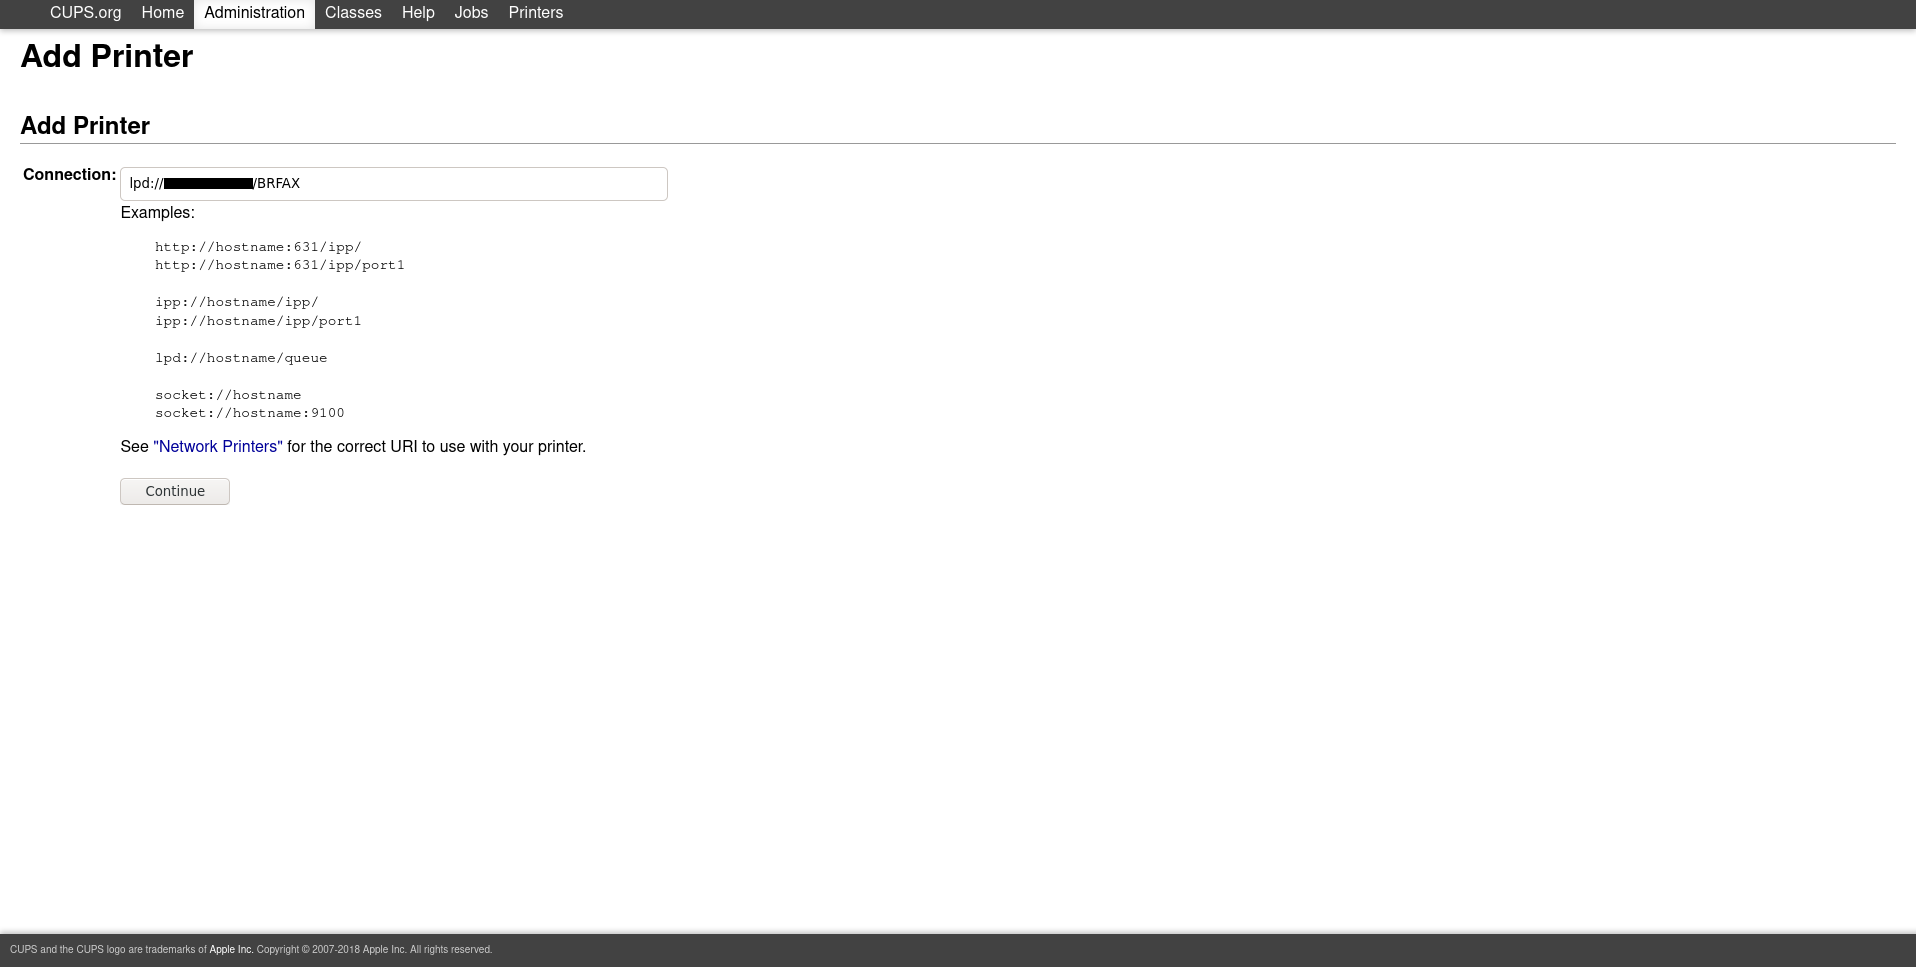 CUPS.org Home Administration Classes Help Jobs Printers
Add Printer
Add Printer
Connection: lpd:// /BRFAX
Examples:
http://hostname:631/ipp/
http://hostname:631/ipp/port1
ipp://hostname/ipp/
ipp://hostname/ipp/port1
lpd://hostname/queue
socket://hostname
socket://hostname:9100
See "Network Printers" for the correct URI to use with your printer.
Continue
CUPS and the CUPS logo are trademarks of Apple Inc. Copyright © 2007-2018 Apple Inc. All rights reserved.